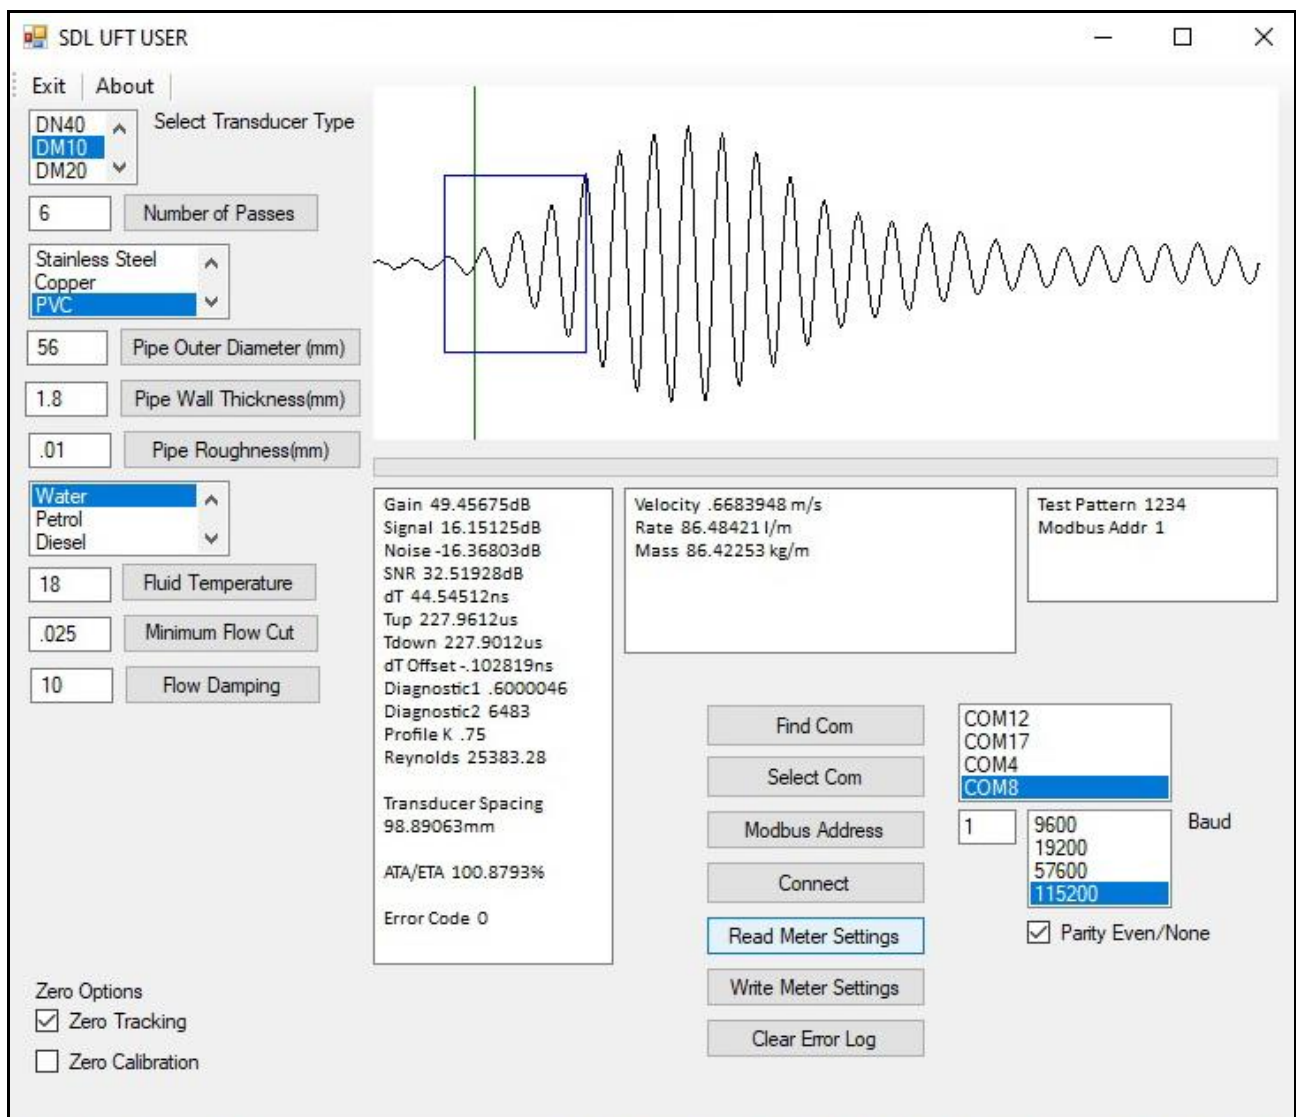 SDL UFT USER
Exit About
DN40
DM10
DM20
Select Transducer Type
6
Number of Passes
Stainless Steel
Copper
PVC
56
Pipe Outer Diameter (mm)
1.8
Pipe Wall Thickness(mm)
.01
Pipe Roughness(mm)
Water
Petrol
Diesel
18
Fluid Temperature
.025
Minimum Flow Cut
10
Flow Damping
Zero Options
Zero Tracking
Zero Calibration
Gain 49.45675dB
Signal 16.15125dB
Noise -16.36803dB
SNR 32.51928dB
dT 44.54512ns
Tup 227.9612us
Tdown 227.9012us
dT Offset -.102819ns
Diagnostic1 .6000046
Diagnostic2 6483
Profile K .75
Reynolds 25383.28
Transducer Spacing
98.89063mm
ATA/ETA 100.8793%
Error Code 0
Velocity .6683948 m/s
Rate 86.48421 l/m
Mass 86.42253 kg/m
Test Pattern 1234
Modbus Addr 1
Find Com
Select Com
Modbus Address
Connect
Read Meter Settings
Write Meter Settings
Clear Error Log
COM12
COM17
COM4
COM8
1
9600
19200
57600
115200
Baud
Parity Even/None